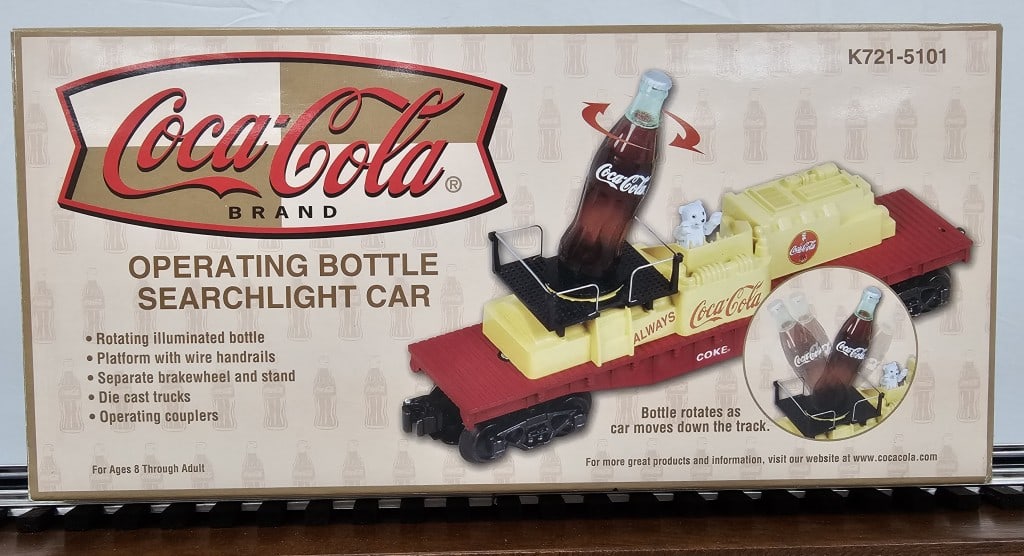 K721-5101
Coca-Cola ®
BRAND
OPERATING BOTTLE
SEARCHLIGHT CAR
• Rotating illuminated bottle
• Platform with wire handrails
• Separate brakewheel and stand
• Die cast trucks
• Operating couplers
For Ages 8 Through Adult
Coca-Cola
ALWAYS Coca-Cola
Coca-Cola
COKE.
Coca-Cola
Coca-Cola
Bottle rotates as
car moves down the track.
For more great products and information, visit our website at www.cocacola.com